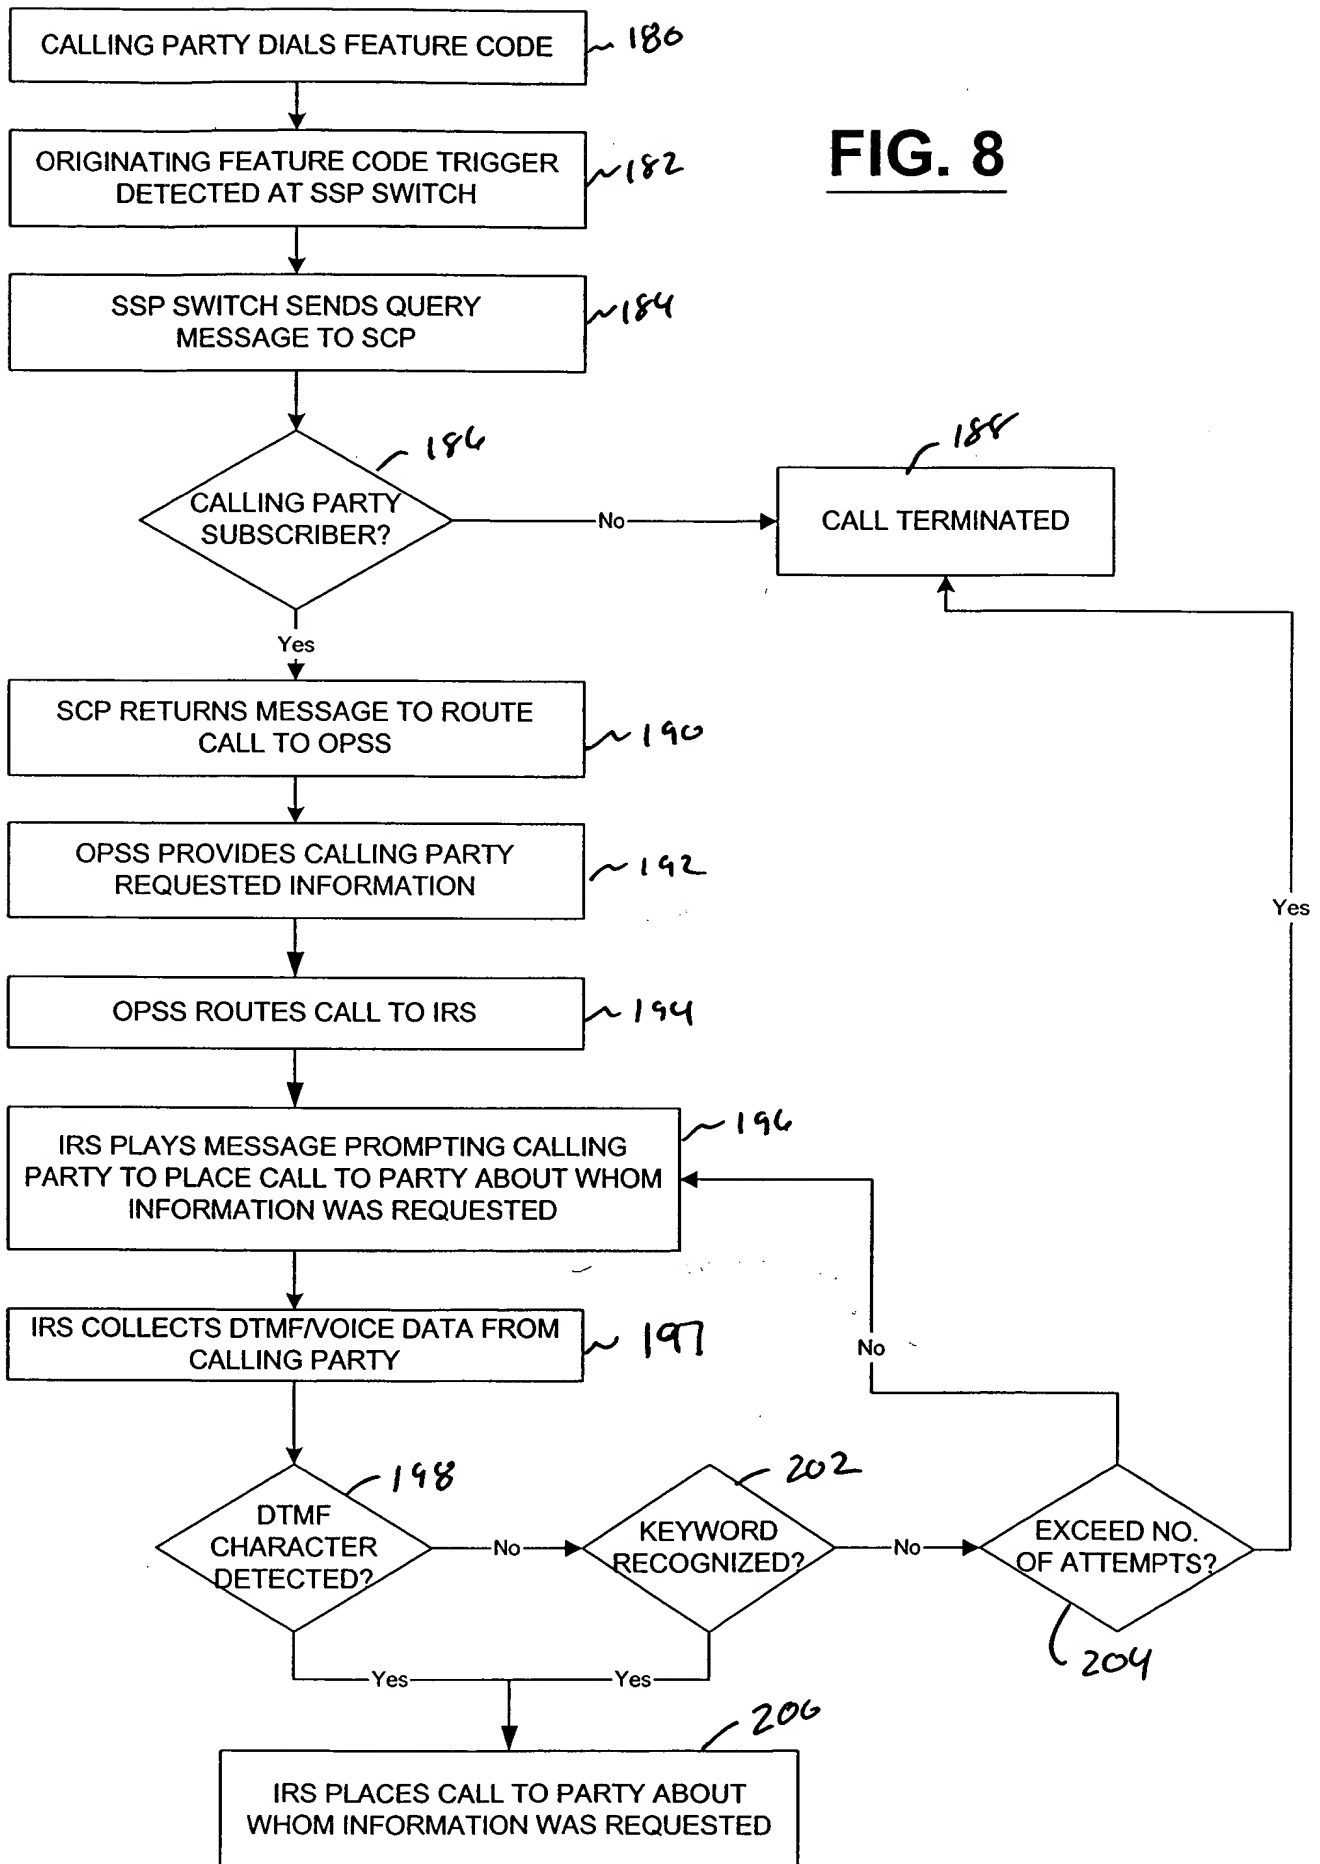 CALLING PARTY DIALS FEATURE CODE
180
FIG. 8
ORIGINATING FEATURE CODE TRIGGER
DETECTED AT SSP SWITCH
182
SSP SWITCH SENDS QUERY
MESSAGE TO SCP
184
186
CALLING PARTY
SUBSCRIBER?
No
188
CALL TERMINATED
Yes
SCP RETURNS MESSAGE TO ROUTE
CALL TO OPSS
190
OPSS PROVIDES CALLING PARTY
REQUESTED INFORMATION
192
Yes
OPSS ROUTES CALL TO IRS
194
IRS PLAYS MESSAGE PROMPTING CALLING
PARTY TO PLACE CALL TO PARTY ABOUT WHOM
INFORMATION WAS REQUESTED
196
IRS COLLECTS DTMF/VOICE DATA FROM
CALLING PARTY
197
No
198
DTMF
CHARACTER
DETECTED?
No
202
KEYWORD
RECOGNIZED?
No
EXCEED NO.
OF ATTEMPTS?
204
Yes
Yes
206
IRS PLACES CALL TO PARTY ABOUT
WHOM INFORMATION WAS REQUESTED